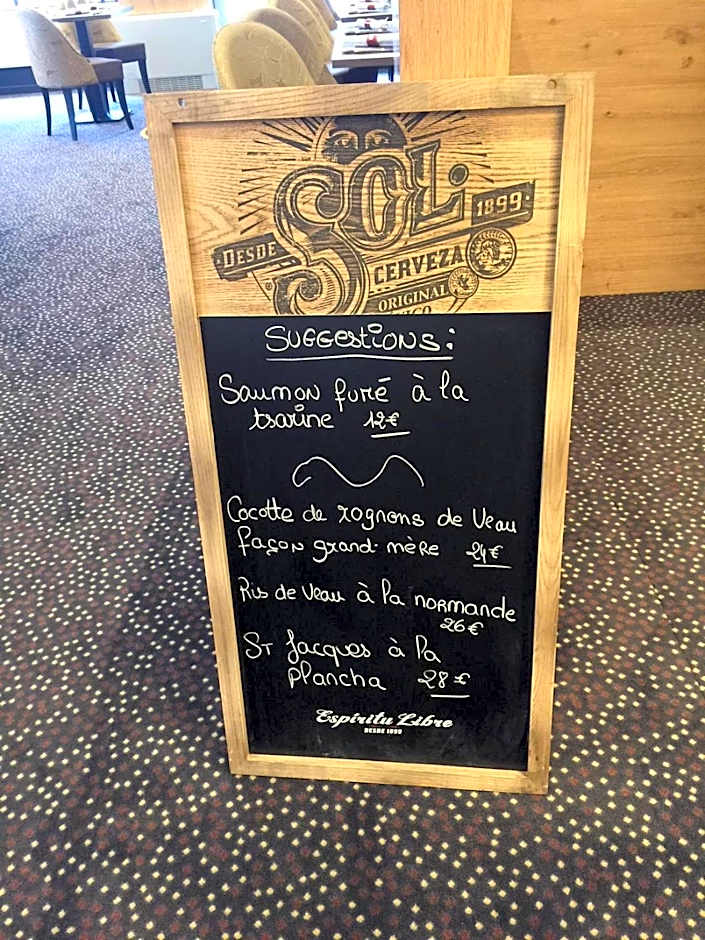 SOL
DESDE
1899
CERVEZA
ORIGINAL
SUGGESTIONS:
Saumon fumé à la
tsarine 12€
Cocotte de rognons de Veau
façon grand-mère 24€
Ris de Veau à la normande
26€
ST Jacques à la
plancha 28€
Espíritu Libre
DESDE 1899